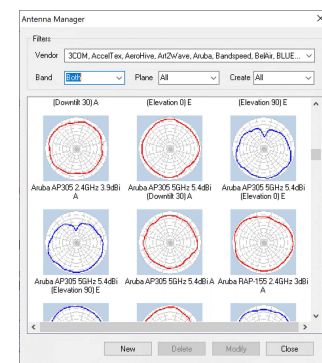 Antenna Manager
Filters
Vendor 3COM, AccelTex, AeroHive, Art2Wave, Aruba, Bandspeed, BelAir, BLUE...
Band Both Plane All Create All
(Downtilt 30) A (Elevation 0) E (Elevation 90) E
Aruba AP305 2.4GHz 3.9dBi Aruba AP305 5GHz 5.4dBi Aruba AP305 5GHz 5.4dBi
A (Downtilt 30) A (Elevation 0) E
Aruba AP305 5GHz 5.4dBi Aruba AP305 5GHz 5.4dBi A Aruba RAP-155 2.4GHz 3dBi
(Elevation 90) E A
New Delete Modify Close